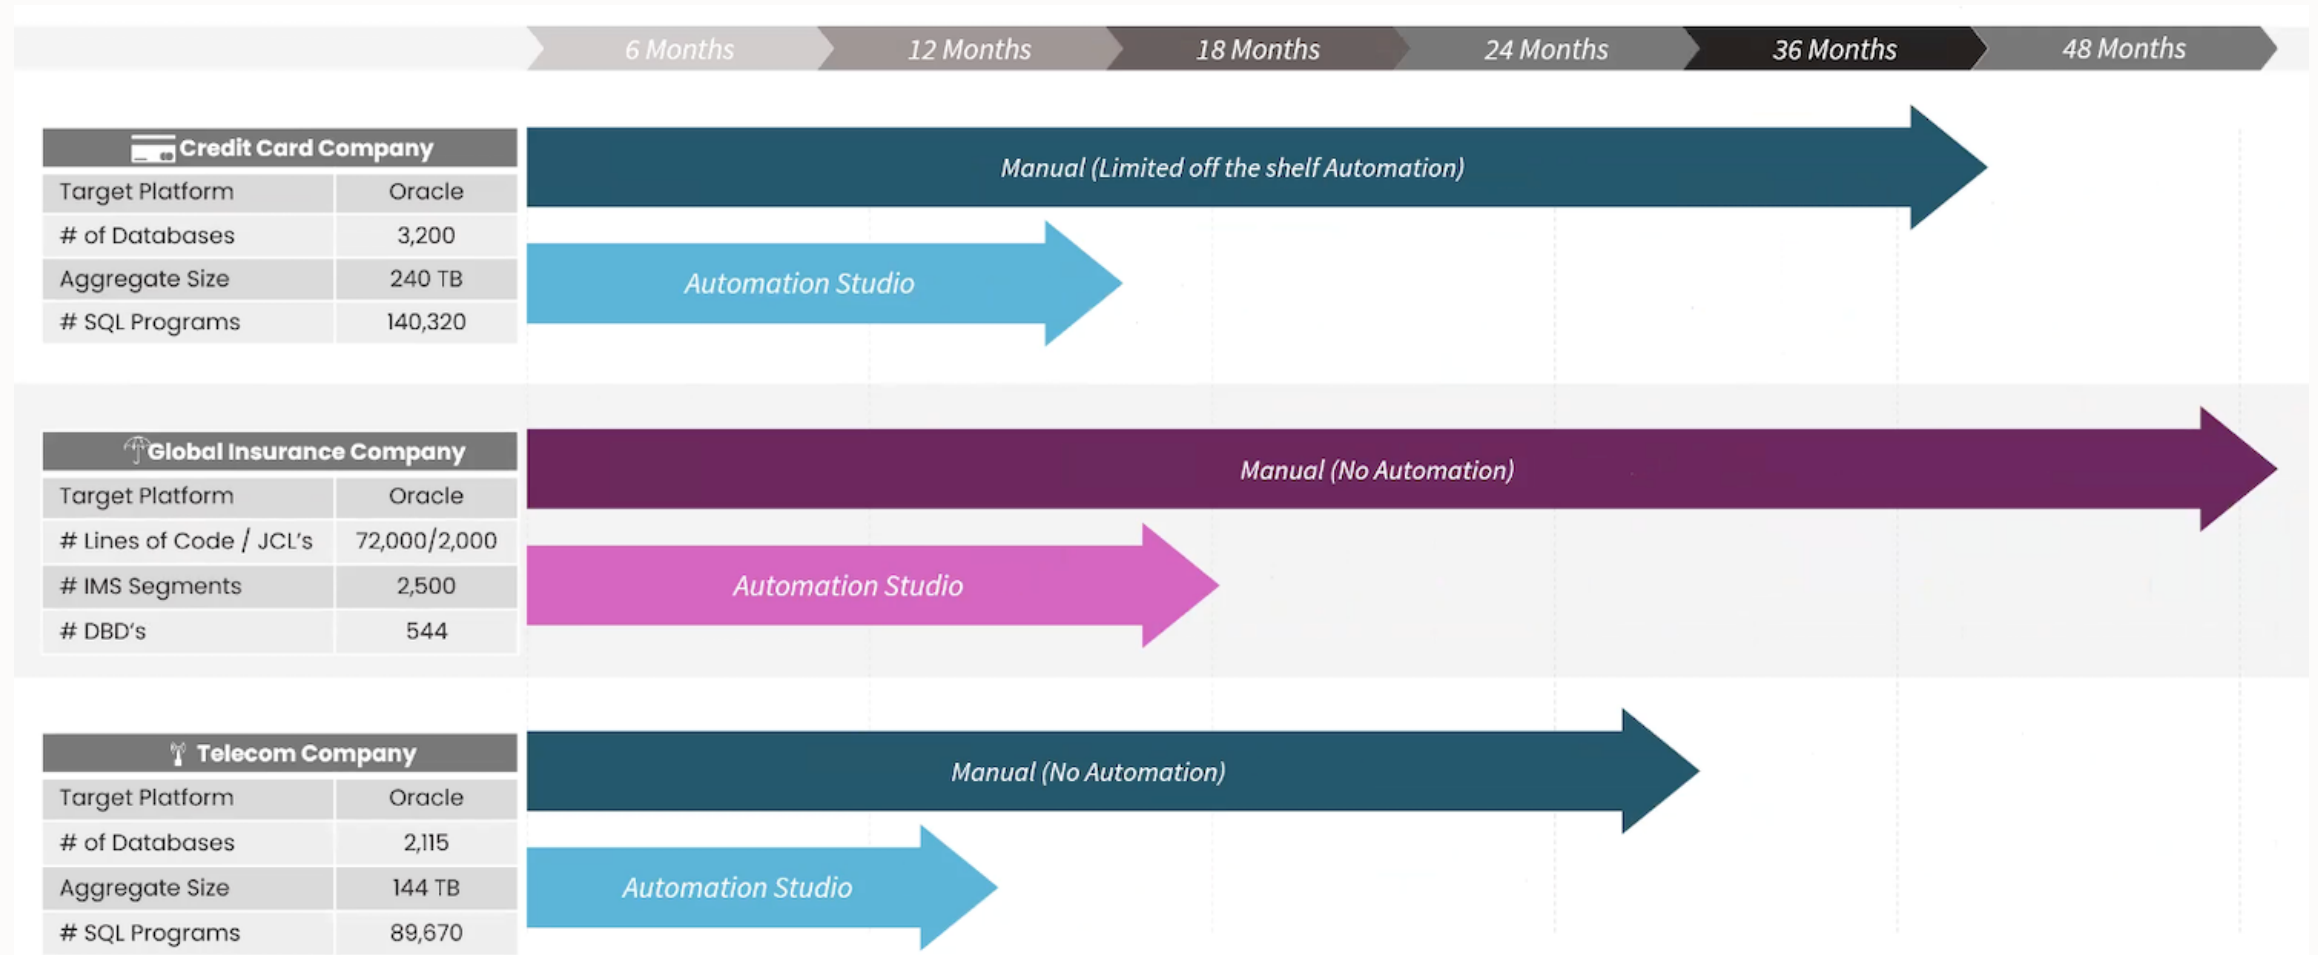 6 Months 12 Months 18 Months 24 Months 36 Months 48 Months
Credit Card Company
Target Platform Oracle
# of Databases 3,200
Aggregate Size 240 TB
# SQL Programs 140,320
Manual (Limited off the shelf Automation)
Automation Studio
Global Insurance Company
Target Platform Oracle
# Lines of Code / JCL’s 72,000/2,000
# IMS Segments 2,500
# DBD’s 544
Manual (No Automation)
Automation Studio
Telecom Company
Target Platform Oracle
# of Databases 2,115
Aggregate Size 144 TB
# SQL Programs 89,670
Manual (No Automation)
Automation Studio